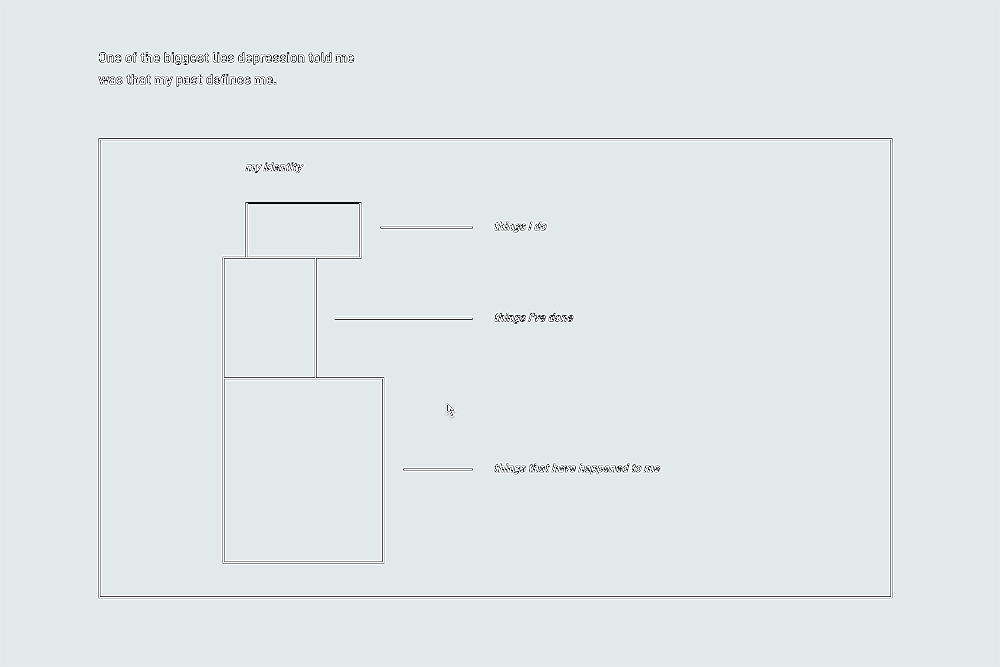 One of the biggest lies depression told me
was that my past defines me.
my identity
things I do
things I've done
things that have happened to me